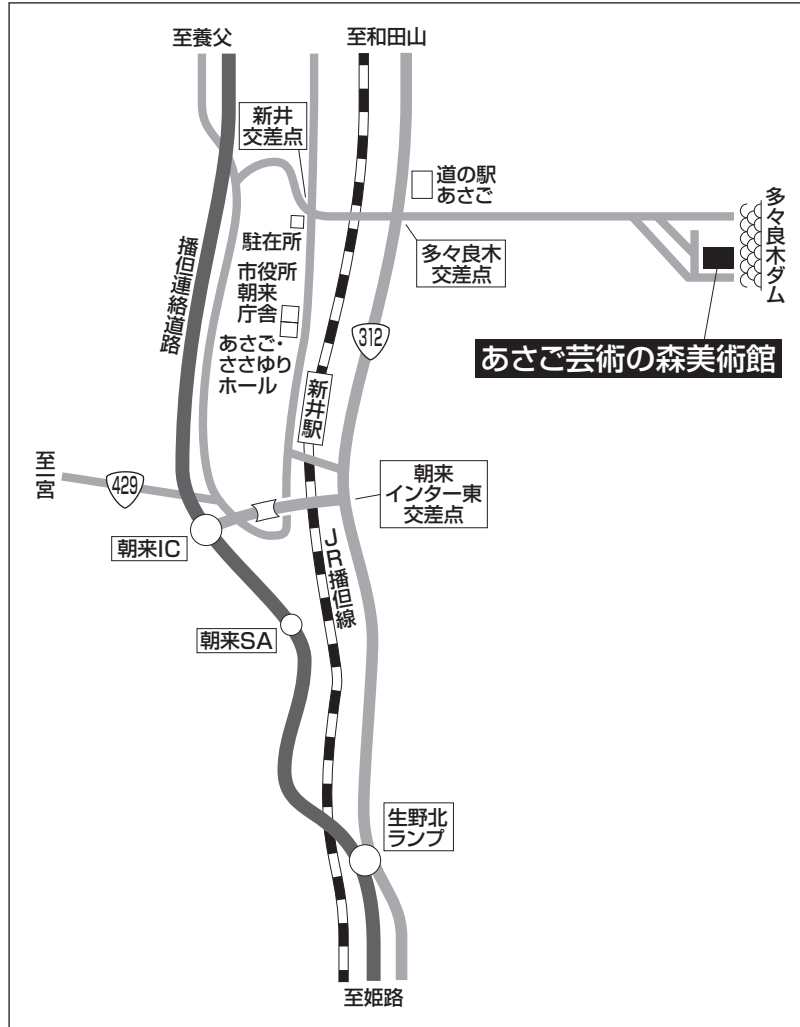 至養父
至和田山
新井
交差点
道の駅
あさご
多々良木ダム
駐在所
多々良木
交差点
播但連絡道路
市役所
朝来
庁舎
あさご・
ささゆり
ホール
312
あさご芸術の森美術館
新井駅
至一宮
429
朝来
インター東
交差点
朝来IC
JR播但線
朝来SA
生野北
ランプ
至姫路